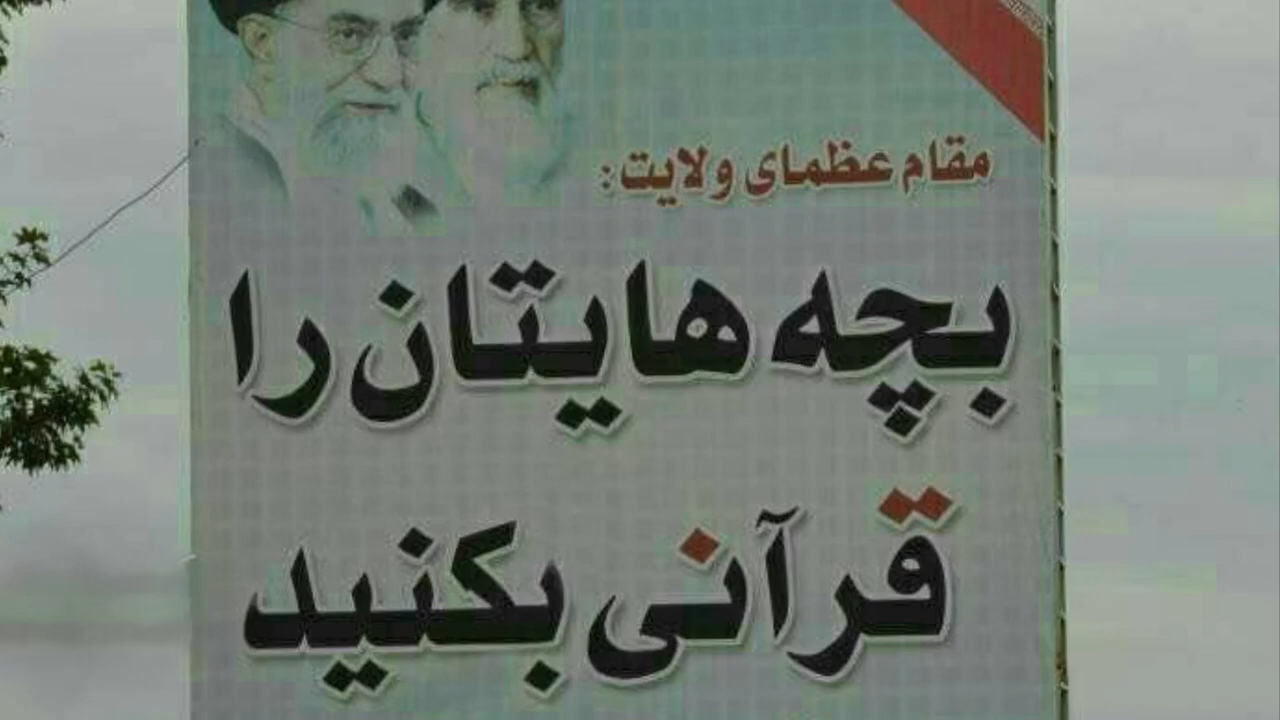 مقام عظمای ولایت:
بچه هایتان را
قرآنی بکنید